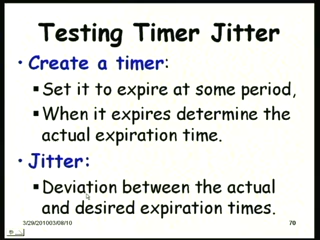 Testing Timer Jitter
• Create a timer:
▪ Set it to expire at some period,
▪ When it expires determine the
actual expiration time.
• Jitter:
▪ Deviation between the actual
and desired expiration times.
3/29/201003/08/10 70